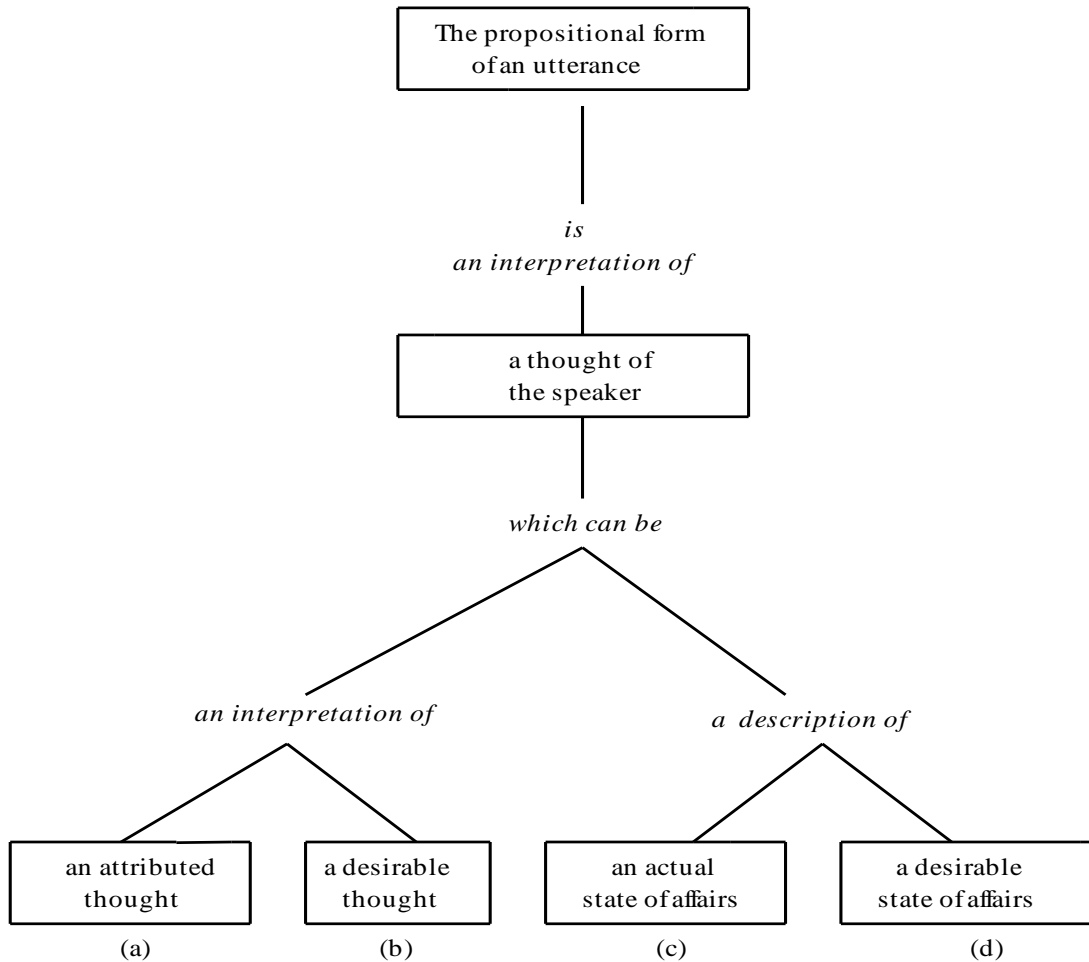 The propositional form
of an utterance
is
an interpretation of
a thought of
the speaker
which can be
an interpretation of
a description of
an attributed
thought
a desirable
thought
an actual
state of affairs
a desirable
state of affairs
(a)
(b)
(c)
(d)